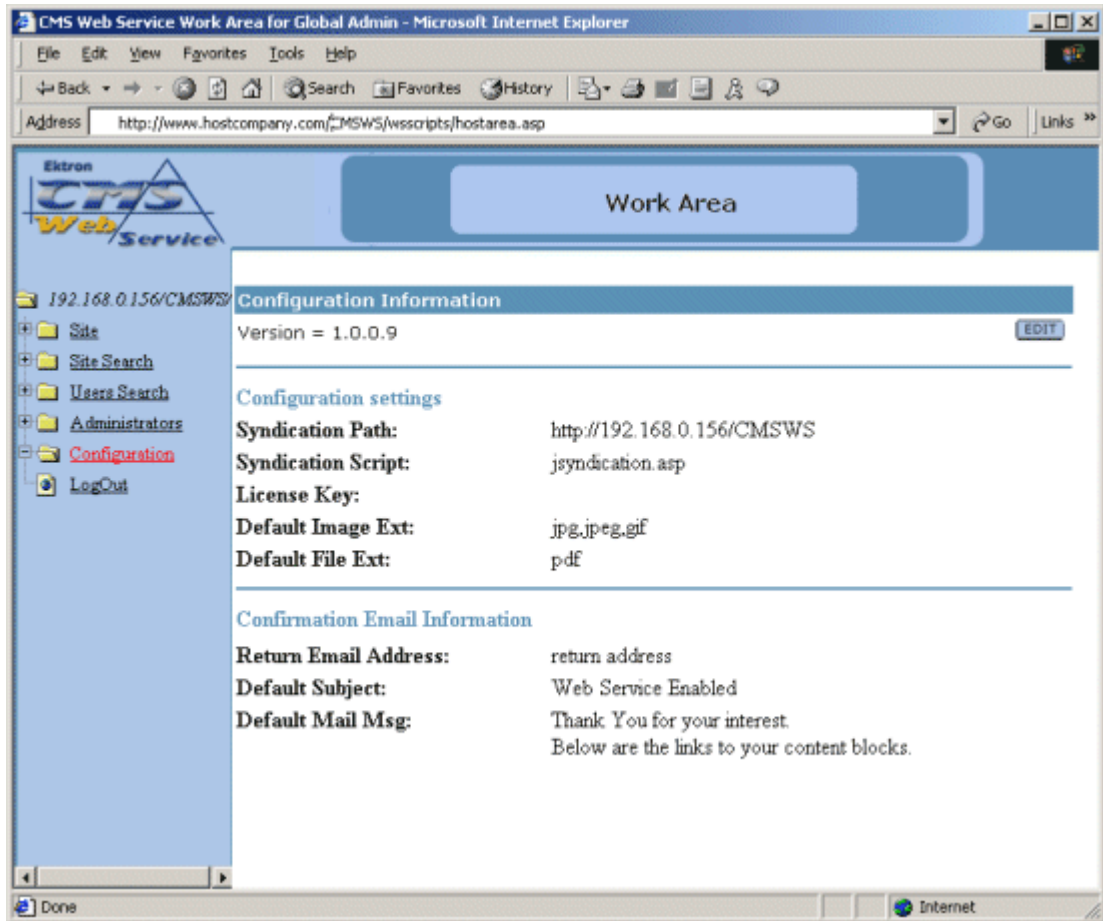 CMS Web Service Work Area for Global Admin - Microsoft Internet Explorer
File Edit View Favorites Tools Help
Back Search Favorites History
Address http://www.hostcompany.com/CMSWS/wsscripts/hostarea.asp Go Links »
Ektron
CMS
Web
Service
Work Area
192.168.0.156/CMSWS/
Site
Site Search
Users Search
Administrators
Configuration
LogOut
Configuration Information
Version = 1.0.0.9 EDIT
Configuration settings
Syndication Path: http://192.168.0.156/CMSWS
Syndication Script: jsyndication.asp
License Key:
Default Image Ext: jpg,jpeg,gif
Default File Ext: pdf
Confirmation Email Information
Return Email Address: return address
Default Subject: Web Service Enabled
Default Mail Msg: Thank You for your interest.
Below are the links to your content blocks.
Done Internet